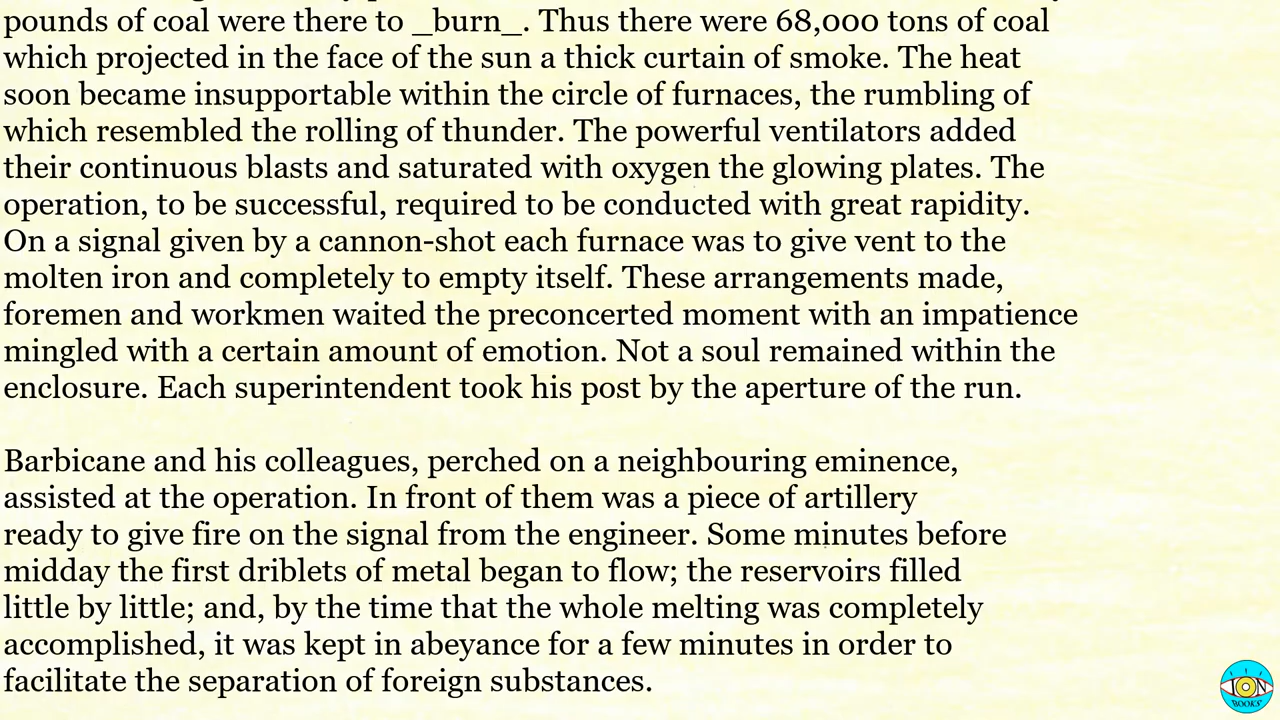 pounds of coal were there to _burn_. Thus there were 68,000 tons of coal
which projected in the face of the sun a thick curtain of smoke. The heat
soon became insupportable within the circle of furnaces, the rumbling of
which resembled the rolling of thunder. The powerful ventilators added
their continuous blasts and saturated with oxygen the glowing plates. The
operation, to be successful, required to be conducted with great rapidity.
On a signal given by a cannon-shot each furnace was to give vent to the
molten iron and completely to empty itself. These arrangements made,
foremen and workmen waited the preconcerted moment with an impatience
mingled with a certain amount of emotion. Not a soul remained within the
enclosure. Each superintendent took his post by the aperture of the run.

Barbicane and his colleagues, perched on a neighbouring eminence,
assisted at the operation. In front of them was a piece of artillery
ready to give fire on the signal from the engineer. Some minutes before
midday the first driblets of metal began to flow; the reservoirs filled
little by little; and, by the time that the whole melting was completely
accomplished, it was kept in abeyance for a few minutes in order to
facilitate the separation of foreign substances.
ION
BOOKS